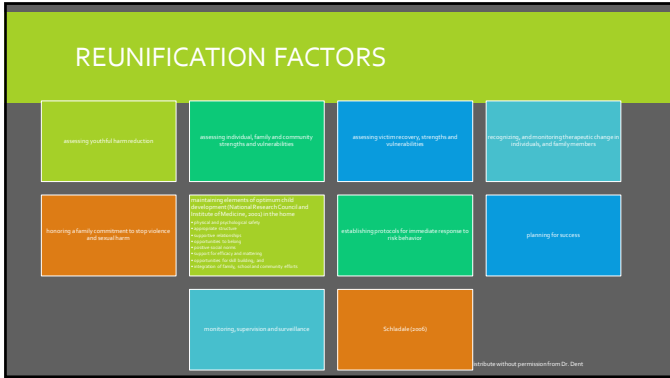 REUNIFICATION FACTORS
assessing youthful harm reduction
assessing individual, family and community
strengths and vulnerabilities
assessing victim recovery, strengths and
vulnerabilities
recognizing, and monitoring therapeutic change in
individuals, and family members
honoring a family commitment to stop violence
and sexual harm
maintaining elements of optimum child
development (National Research Council and
Institute of Medicine, 2002) in the home
•physical and psychological safety
•appropriate structure
•supportive relationships
•opportunities to belong
•positive social norms
•support for efficacy and mattering
•opportunities for skill building, and
•integration of family, school and community efforts
establishing protocols for immediate response to
risk behavior
planning for success
monitoring, supervision and surveillance
Schladale (2006)
stribute without permission from Dr. Dent